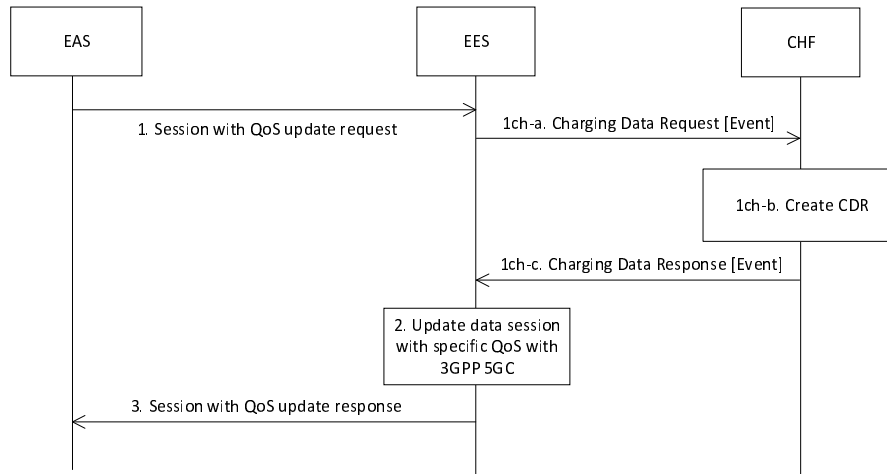 EAS
EES
CHF
1. Session with QoS update request
1ch-a. Charging Data Request [Event]
1ch-b. Create CDR
1ch-c. Charging Data Response [Event]
2. Update data session
with specific QoS with
3GPP 5GC
3. Session with QoS update response